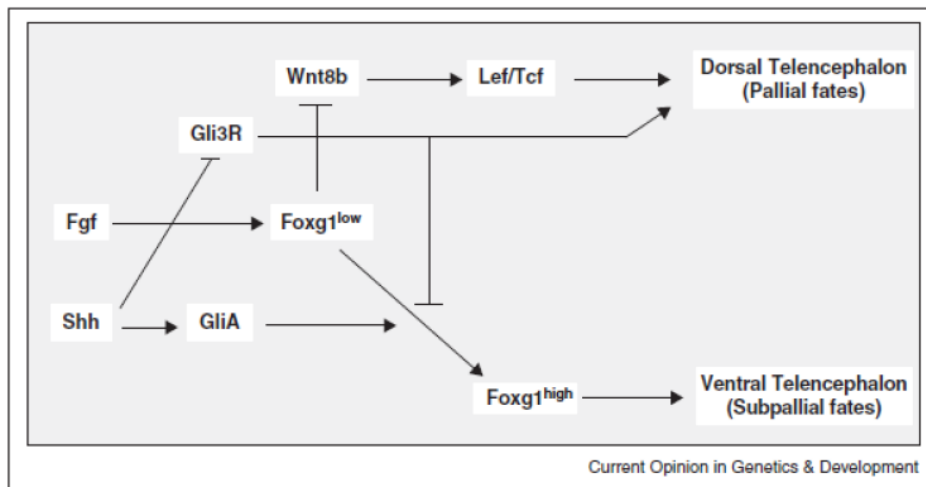 Wnt8b
Lef/Tcf
Dorsal Telencephalon
(Pallial fates)
Gli3R
Fgf
Foxg1low
Shh
GliA
Foxg1high
Ventral Telencephalon
(Subpallial fates)
Current Opinion in Genetics & Development